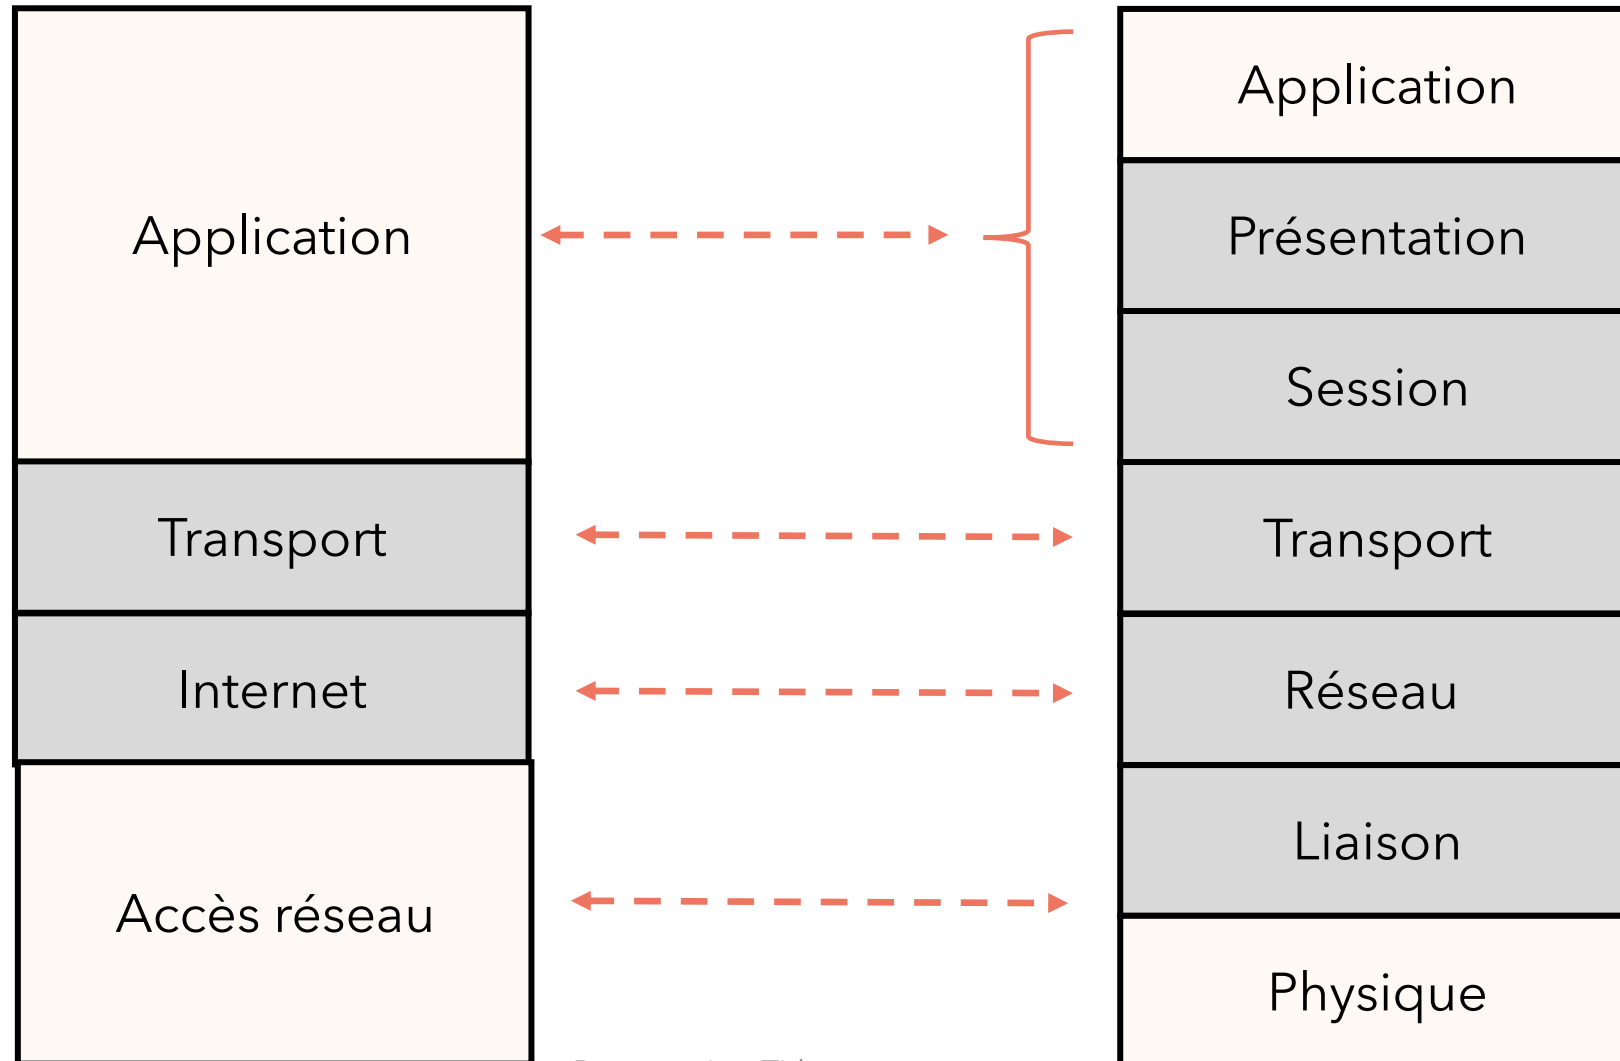 Application
Transport
Internet
Accès réseau
Application
Présentation
Session
Transport
Réseau
Liaison
Physique